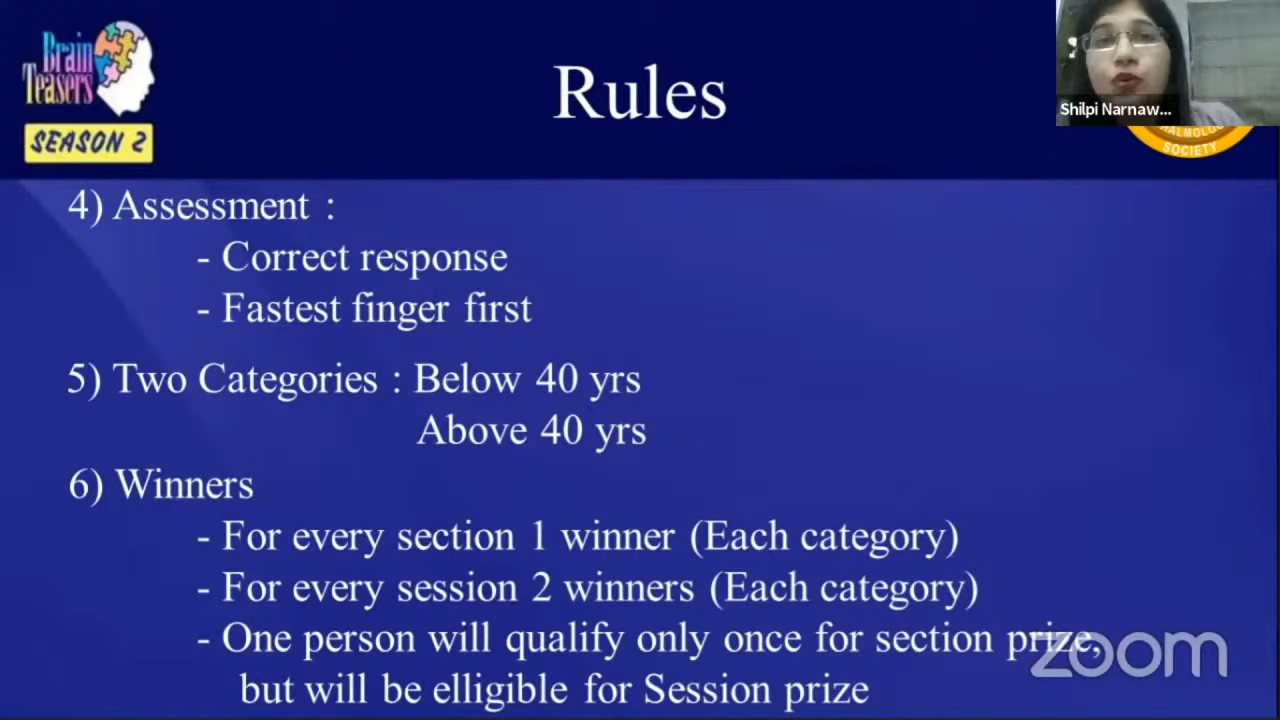 Brain
Teasers
SEASON 2
Rules
Shilpi Narnaw...
SOCIETY
4) Assessment :
- Correct response
- Fastest finger first
5) Two Categories : Below 40 yrs
Above 40 yrs
6) Winners
- For every section 1 winner (Each category)
- For every session 2 winners (Each category)
- One person will qualify only once for section prize,
but will be elligible for Session prize
zoom